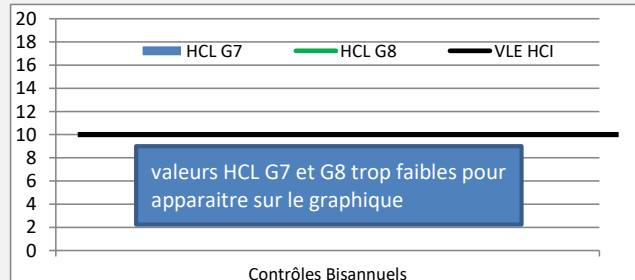 20
18
16
14
12
10
8
6
4
2
0
HCL G7 HCL G8 VLE HCl
valeurs HCL G7 et G8 trop faibles pour
apparaitre sur le graphique
Contrôles Bisannuels